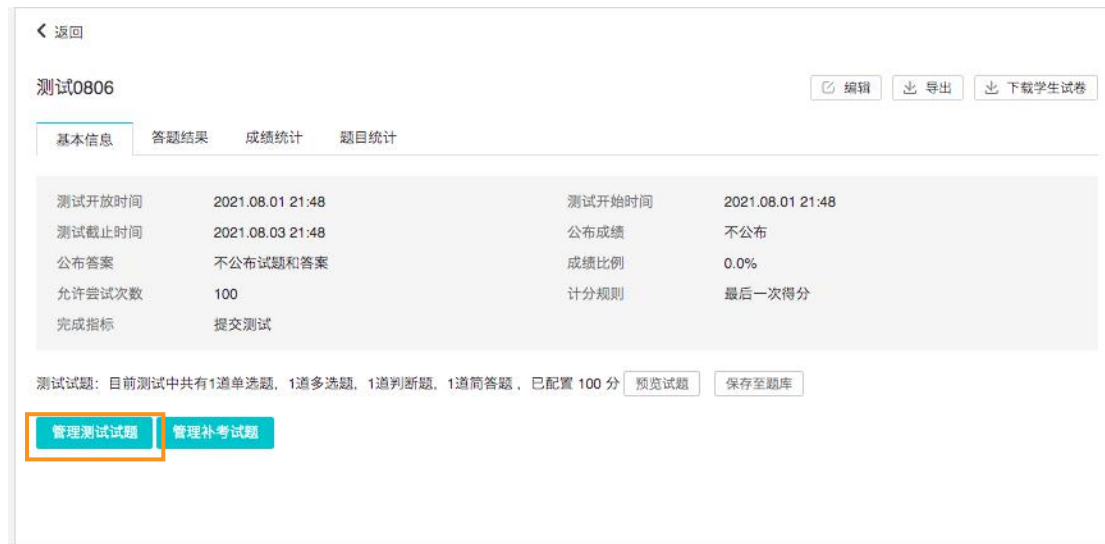 返回
测试0806
编辑 导出 下载学生试卷
基本信息 答题结果 成绩统计 题目统计
测试开放时间 2021.08.01 21:48 测试开始时间 2021.08.01 21:48
测试截止时间 2021.08.03 21:48 公布成绩 不公布
公布答案 不公布试题和答案 成绩比例 0.0%
允许尝试次数 100 计分规则 最后一次得分
完成指标 提交测试
测试试题：目前测试中共有1道单选题，1道多选题，1道判断题，1道简答题，已配置 100 分 预览试题 保存至题库
管理测试试题 管理补考试题